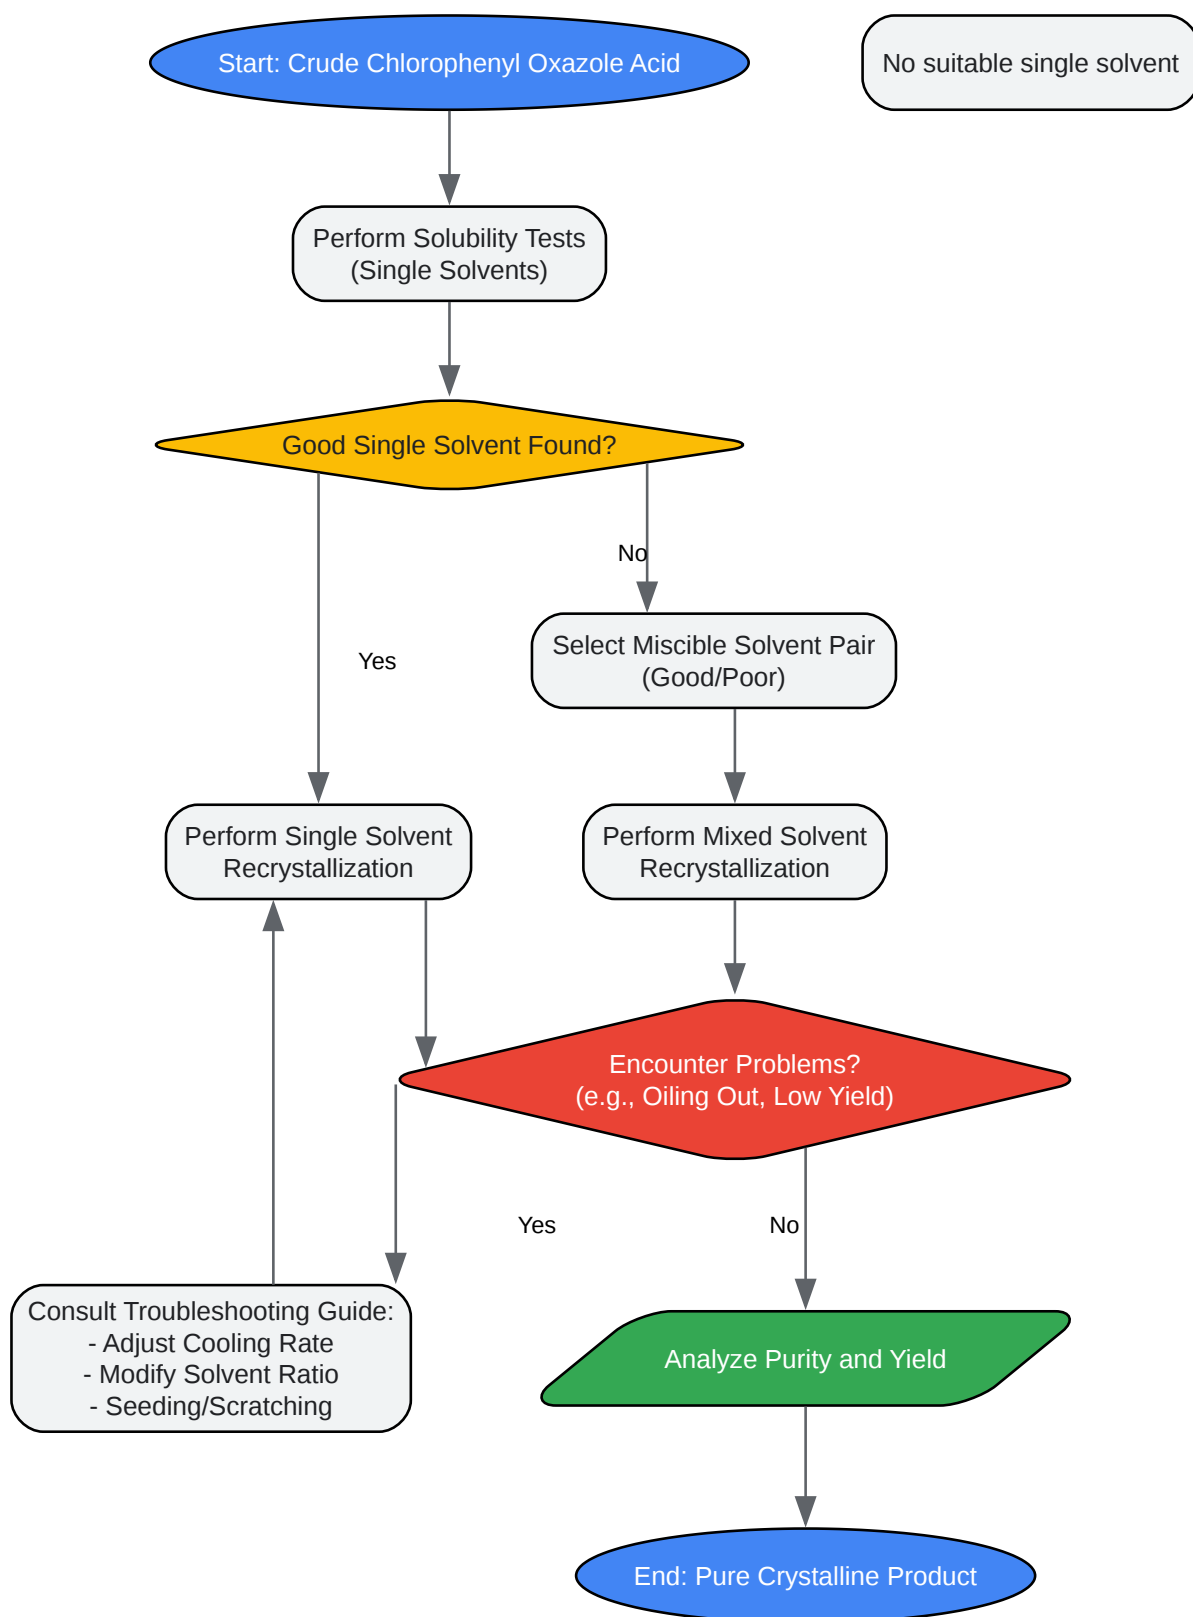 Start: Crude Chlorophenyl Oxazole Acid
No suitable single solvent
Perform Solubility Tests
(Single Solvents)
Good Single Solvent Found?
No
Yes
Select Miscible Solvent Pair
(Good/Poor)
Perform Single Solvent
Recrystallization
Perform Mixed Solvent
Recrystallization
Encounter Problems?
(e.g., Oiling Out, Low Yield)
Yes
No
Consult Troubleshooting Guide:
- Adjust Cooling Rate
- Modify Solvent Ratio
- Seeding/Scratching
Analyze Purity and Yield
End: Pure Crystalline Product